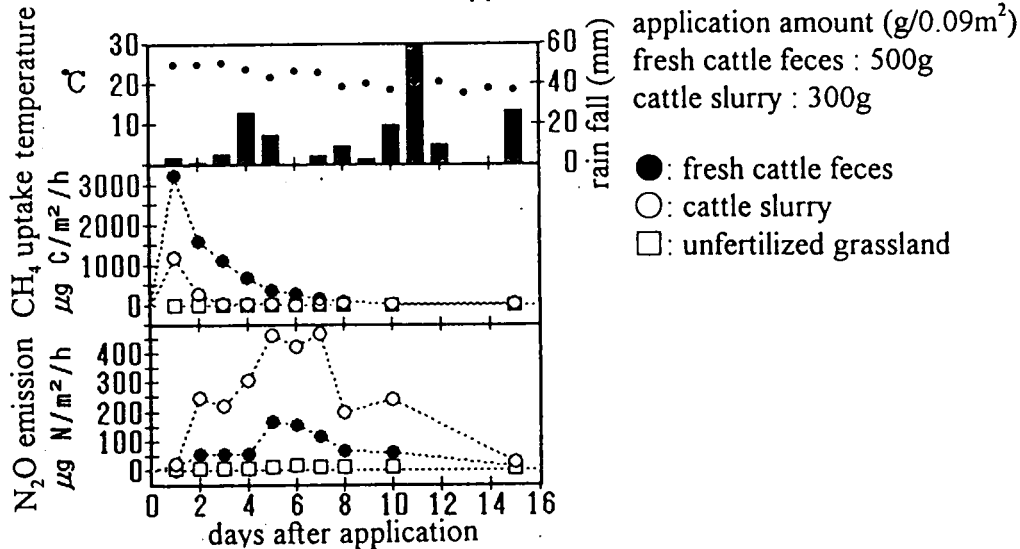 application amount (g/0.09m²)
fresh cattle feces : 500g
cattle slurry : 300g
●: fresh cattle feces
○: cattle slurry
□: unfertilized grassland
temperature
℃
30
20
10
60
40
20
0
rain fall (mm)
CH₄ uptake
µg C/m²/h
3000
2000
1000
0
N₂O emission
µg N/m²/h
400
300
200
100
0
0 2 4 6 8 10 12 14 16
days after application